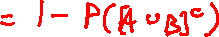 = 1 - P([A ∪ B]ᶜ)